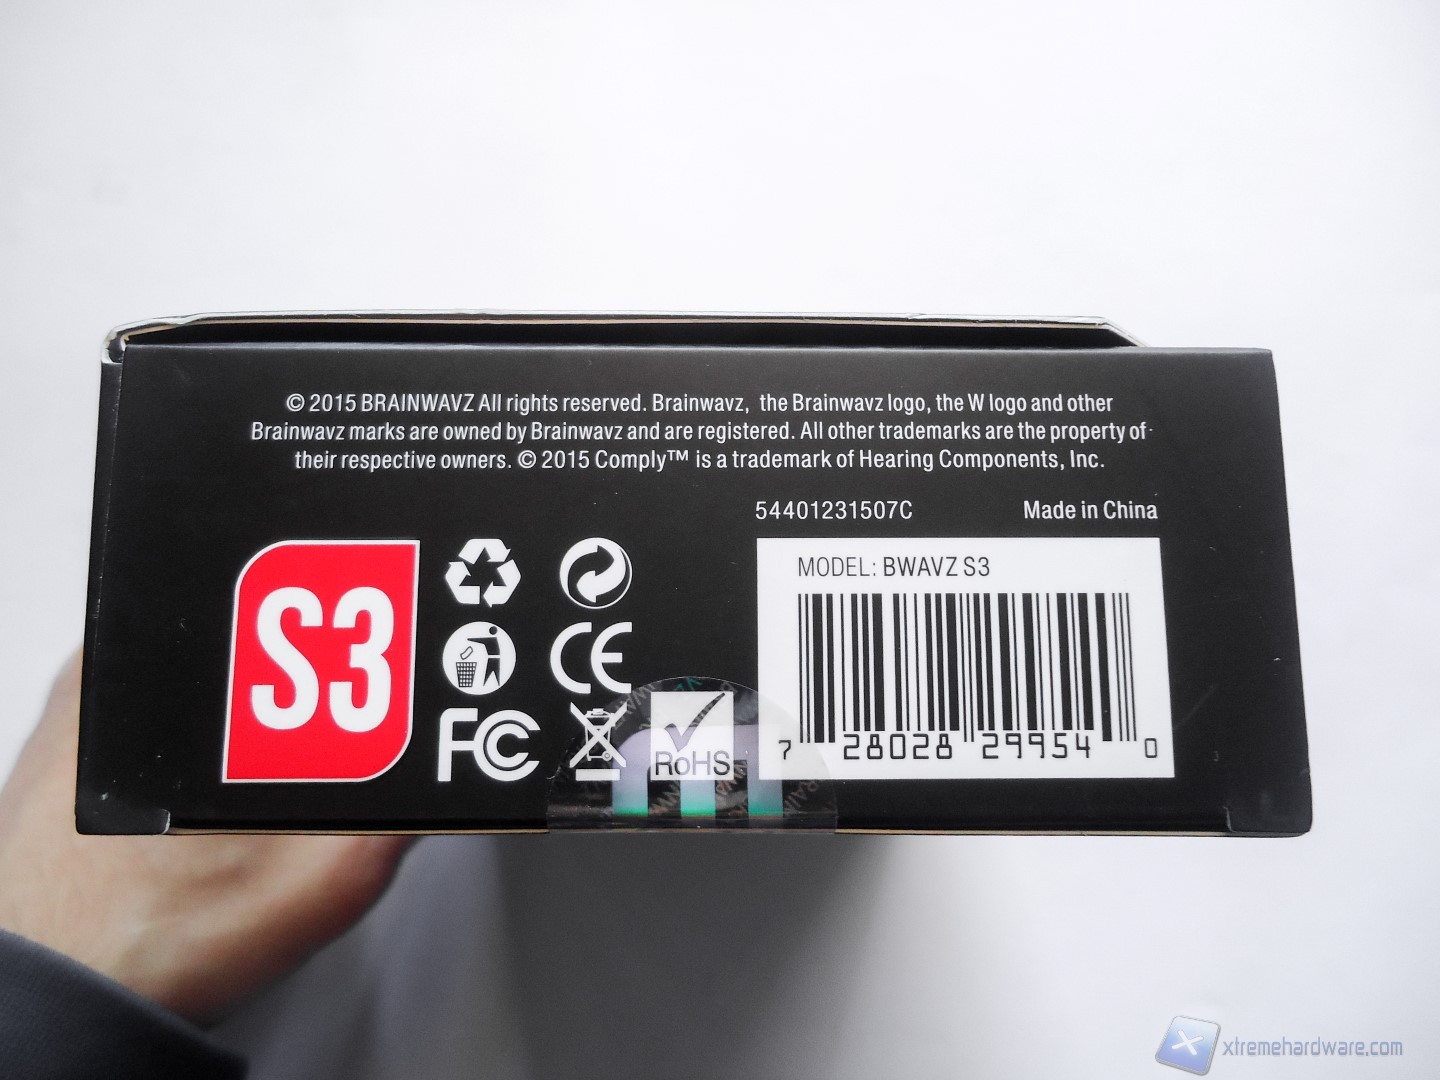 © 2015 BRAINWAVZ All rights reserved. Brainwavz, the Brainwavz logo, the W logo and other
Brainwavz marks are owned by Brainwavz and are registered. All other trademarks are the property of
their respective owners. © 2015 Comply™ is a trademark of Hearing Components, Inc.
54401231507C Made in China
S3
CE
FC
RoHS
MODEL: BWAVZ S3
7 28028 29954 0
xtremehardware.com